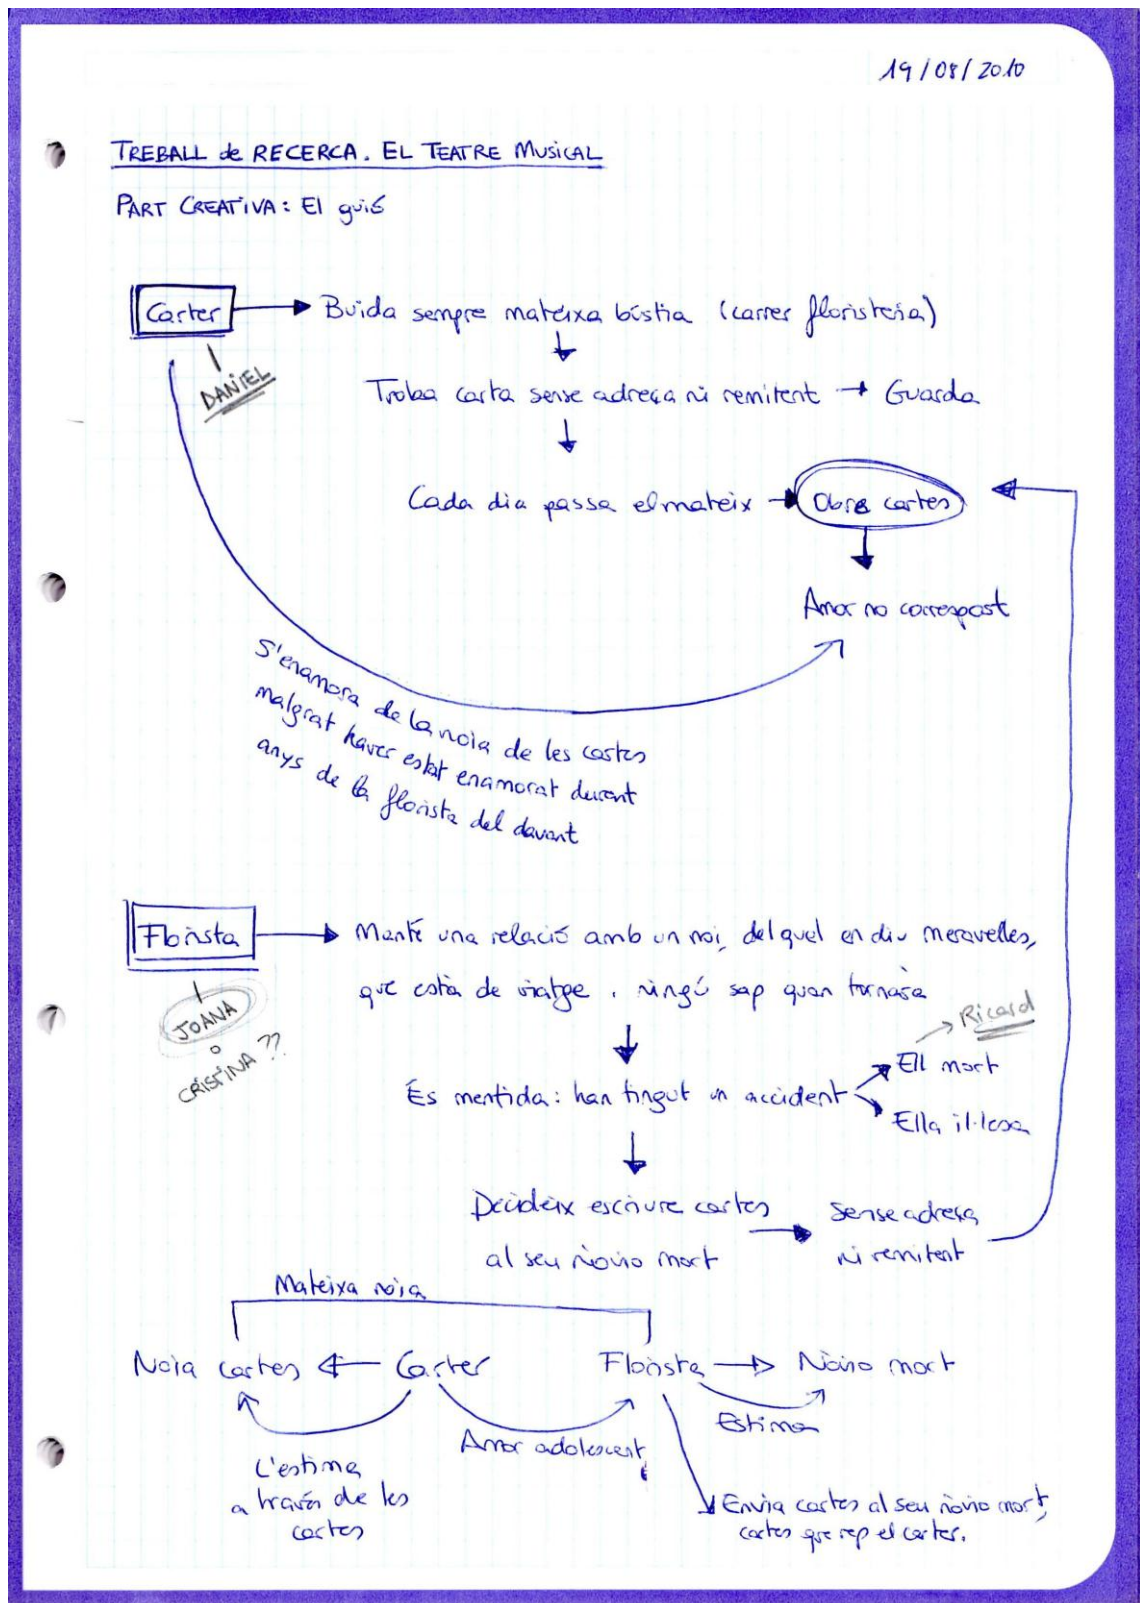 19/08/2010
TREBALL de RECERCA. EL TEATRE MUSICAL
PART CREATIVA: El guió
Carter → Buida sempre mateixa bústia (carrer floristeria)
DANIEL
Troba carta sense adreça ni remitent → Guarda
Cada dia passa el mateix → Obre cartes
Amor no correspost
S'enamora de la noia de les cartes
malgrat haver estat enamorat durant
anys de la florista del davant
Florista → Manté una relació amb un noi, del quel en diu meravelles,
que està de viatge, ningú sap quan tornarà
JOANA
o
CRISTINA??
Ricard
És mentida: han tingut un accident
Ell mort
Ella il·lesa
Decideix escriure cartes
al seu nòvio mort
Sense adreça
ni remitent
Mateixa noia
Noia cartes ← Carter
Florista → Nòvio mort
L'estima
a través de les
cartes
Amor adolescent
Estima
Envia cartes al seu nòvio mort,
cartes que rep el carter.